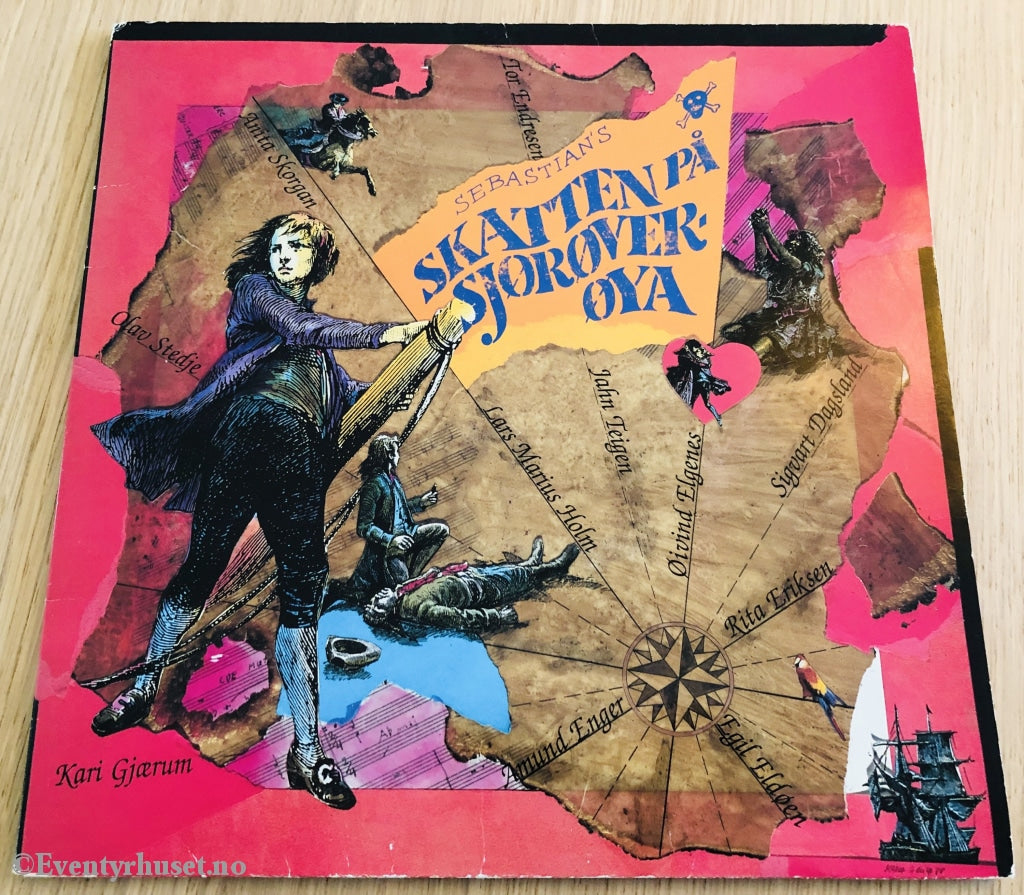 Tor Endresen
Anita Skorgan
SEBASTIAN'S
SKATTEN PÅ
SJØRØVER-
ØYA
Olav Stedje
Jahn Teigen
Lars Marius Holm
Øivind Elgenes
Sigvart Dagsland
Rita Eriksen
Amund Enger
Egil Eldøen
Kari Gjærum
©Eventyrhuset.no